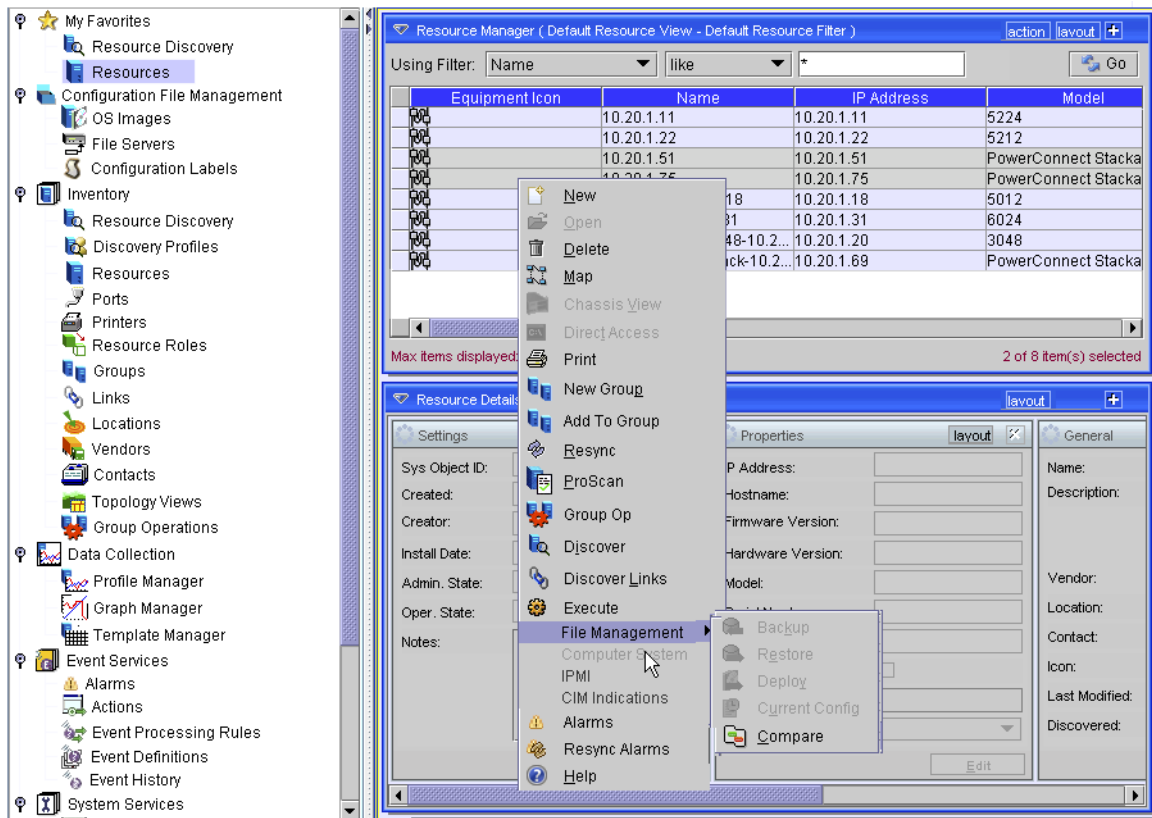 My Favorites
Resource Discovery
Resources
Configuration File Management
OS Images
File Servers
Configuration Labels
Inventory
Resource Discovery
Discovery Profiles
Resources
Ports
Printers
Resource Roles
Groups
Links
Locations
Vendors
Contacts
Topology Views
Group Operations
Data Collection
Profile Manager
Graph Manager
Template Manager
Event Services
Alarms
Actions
Event Processing Rules
Event Definitions
Event History
System Services
Resource Manager ( Default Resource View - Default Resource Filter ) action layout
Using Filter: Name like * Go
Equipment Icon Name IP Address Model
10.20.1.11 10.20.1.11 5224
10.20.1.22 10.20.1.22 5212
10.20.1.51 10.20.1.51 PowerConnect Stacka
10.20.1.75 10.20.1.75 PowerConnect Stacka
18 10.20.1.18 5012
31 10.20.1.31 6024
48-10.2... 10.20.1.20 3048
ck-10.2... 10.20.1.69 PowerConnect Stacka
Max items displayed: 2 of 8 item(s) selected
New
Open
Delete
Map
Chassis View
Direct Access
Print
New Group
Add To Group
Resync
ProScan
Group Op
Discover
Discover Links
Execute
File Management
Computer System
IPMI
CIM Indications
Alarms
Resync Alarms
Help
Backup
Restore
Deploy
Current Config
Compare
Resource Details layout
Settings
Sys Object ID:
Created:
Creator:
Install Date:
Admin. State:
Oper. State:
Notes:
Properties layout
IP Address:
Hostname:
Firmware Version:
Hardware Version:
Model:
Edit
General
Name:
Description:
Vendor:
Location:
Contact:
Icon:
Last Modified:
Discovered: